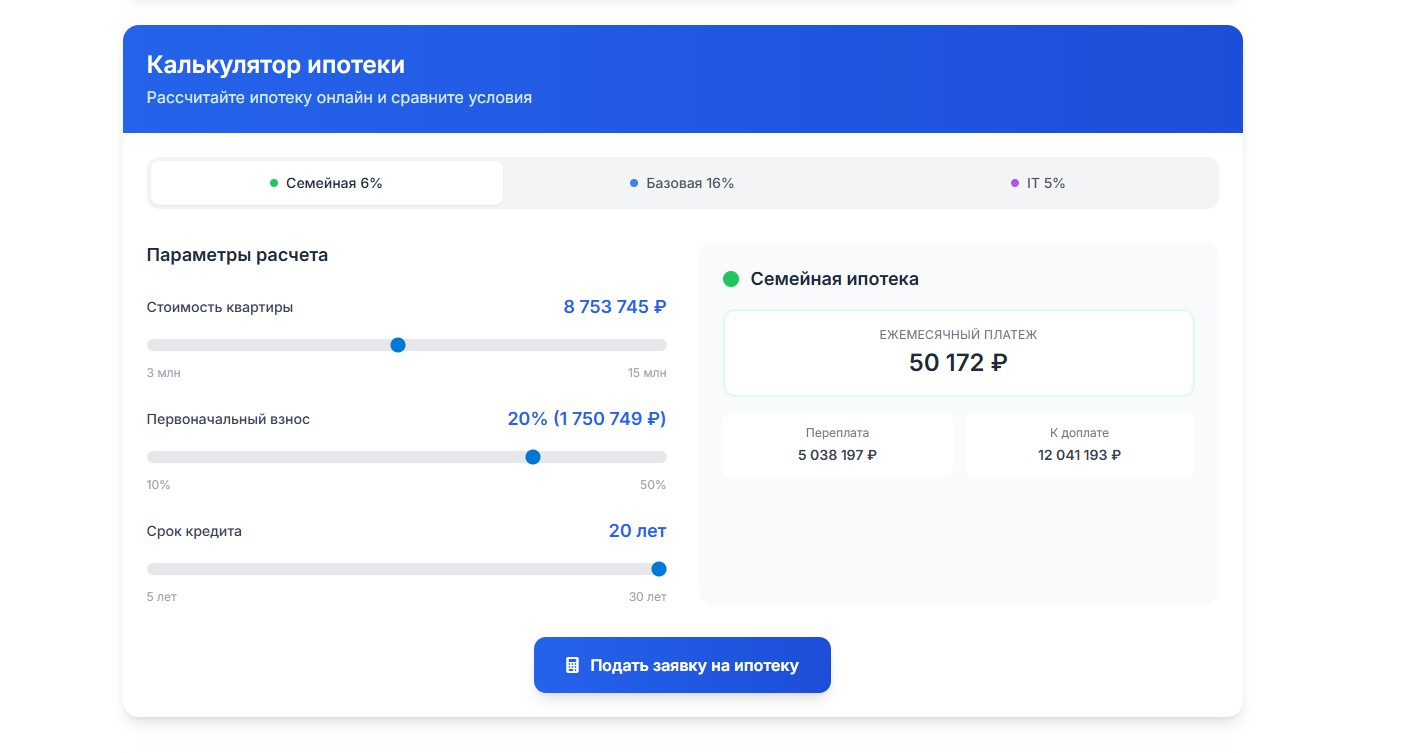 Калькулятор ипотеки
Рассчитайте ипотеку онлайн и сравните условия
Семейная 6%
Базовая 16%
IT 5%
Параметры расчета
Стоимость квартиры
8 753 745 ₽
3 млн
15 млн
Первоначальный взнос
20% (1 750 749 ₽)
10%
50%
Срок кредита
20 лет
5 лет
30 лет
Семейная ипотека
ЕЖЕМЕСЯЧНЫЙ ПЛАТЕЖ
50 172 ₽
Переплата
5 038 197 ₽
К доплате
12 041 193 ₽
Подать заявку на ипотеку